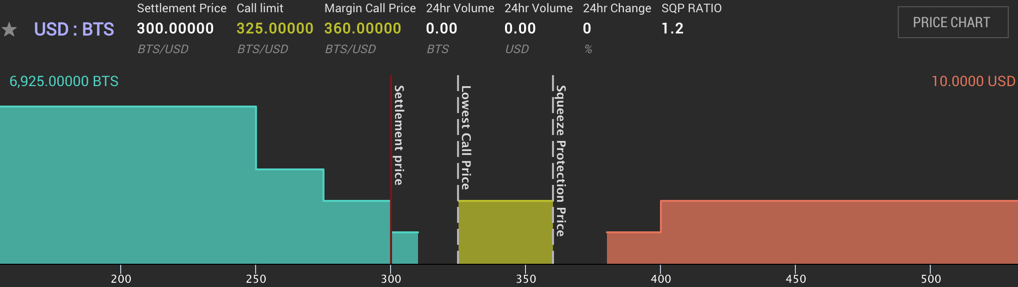 Settlement Price Call limit Margin Call Price 24hr Volume 24hr Volume 24hr Change SQP RATIO
USD : BTS 300.00000 325.00000 360.00000 0.00 0.00 0 1.2 PRICE CHART
BTS/USD BTS/USD BTS/USD BTS USD %
6,925.00000 BTS 10.0000 USD
Settlement price
Lowest Call Price
Squeeze Protection Price
200 250 300 350 400 450 500